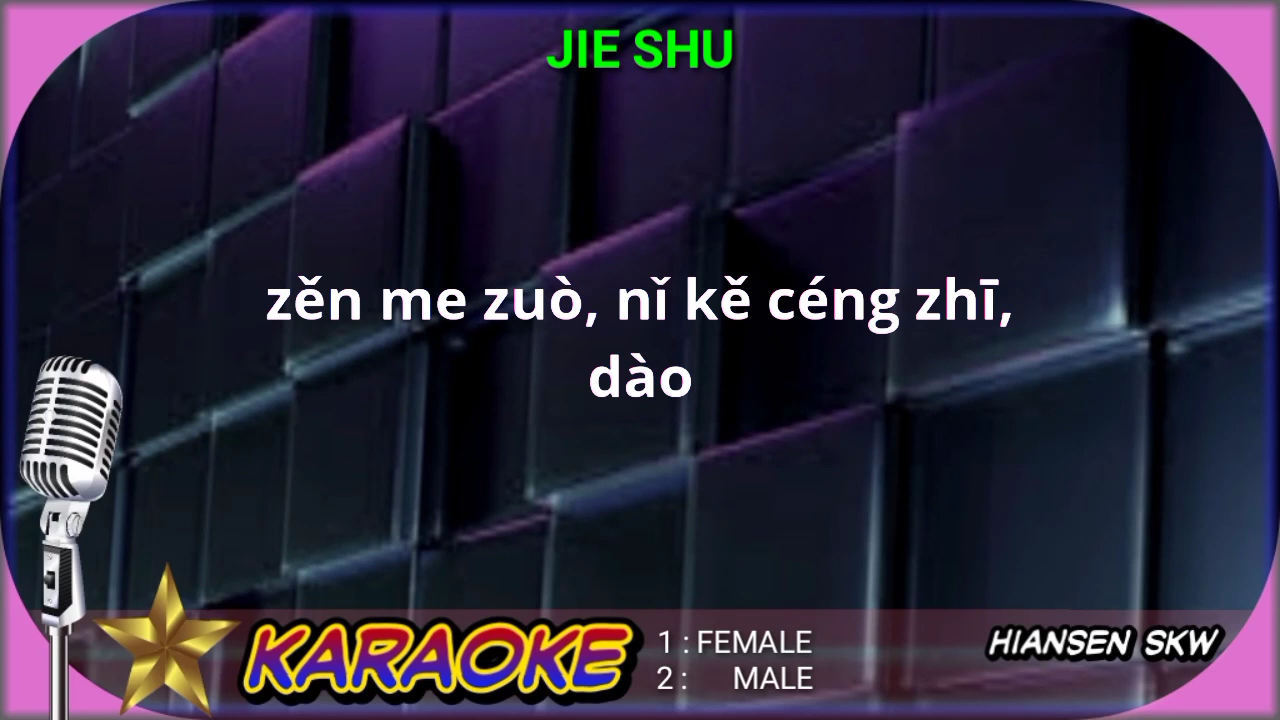 JIE SHU
zěn me zuò, nǐ kě céng zhī,
dào
KARAOKE
1 : FEMALE
2 : MALE
HIANSEN SKW